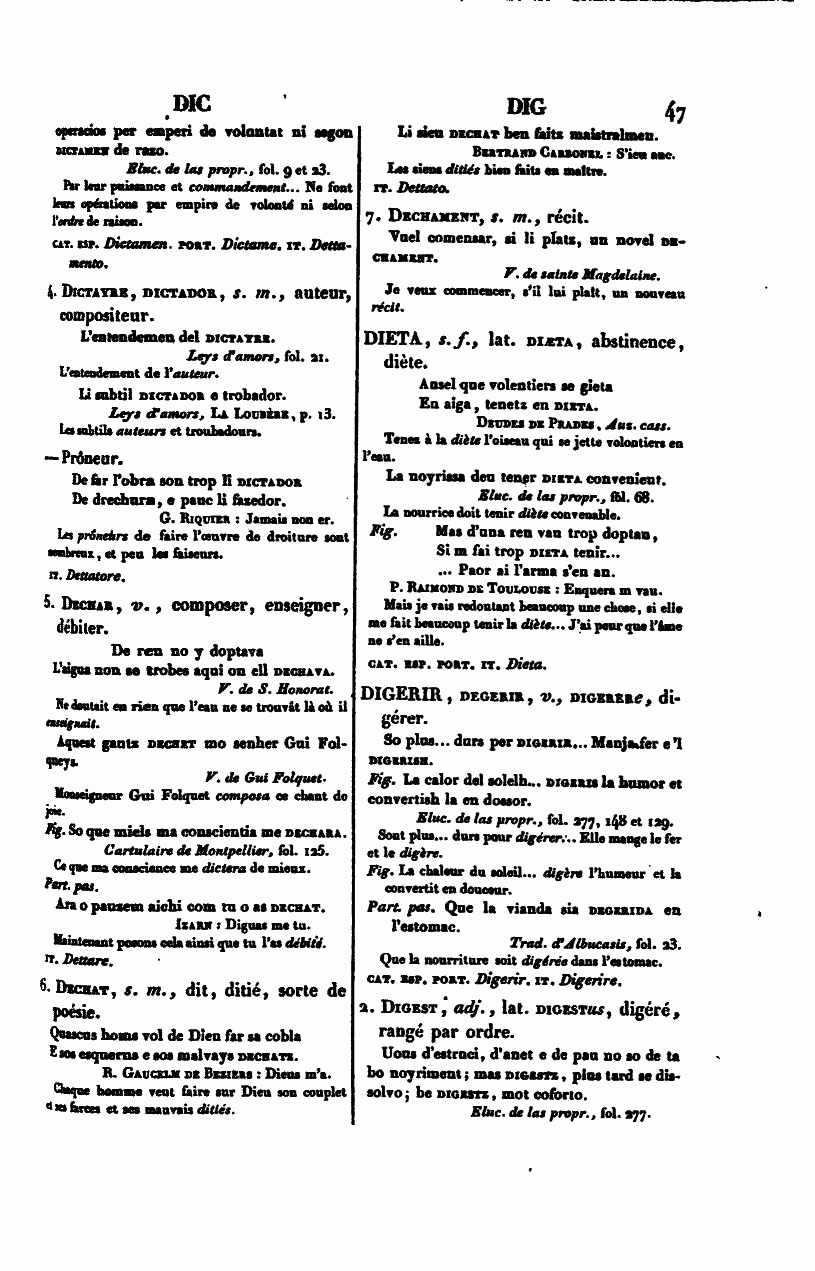 DIC
operacios per emperi de volontat ni segon
DICTAMEN de razo.
Eluc. de las propr., fol. 9 et 23.
Par leur puissance et commandement... Ne font
leurs opérations par empire de volonté ni selon
l'ordre de raison.
CAT. ESP. Dictamen. PORT. Dictame. IT. Detta-
mento.
4. DICTAYRE, DICTADOR, s. m., auteur,
compositeur.
L'entendemen del DICTAYRE.
Leys d'amors, fol. 21.
L'entendement de l'auteur.
Li subtil DICTADOR e trobador.
Leys d'amors, LA LOUBÈRE, p. 13.
Les subtils auteurs et troubadours.
— Prôneur.
De far l'obra son trop li DICTADOR
De drechura, e pauc li fazedor.
G. RIQUIER : Jamais non er.
Les prôneurs de faire l'œuvre de droiture sont
nombreux, et peu les faiseurs.
IT. Dettatore.
5. DECHAR, v., composer, enseigner,
débiter.
De ren no y doptava
L'aigua non se trobes aqui on ell DECHAVA.
V. de S. Honorat.
Ne doutait en rien que l'eau ne se trouvât là où il
enseignait.
Aquest gautz DECHET mo senher Gui Fol-
queys.
V. de Gui Folquet.
Monseigneur Gui Folquet composa ce chant de
joie.
Fig. So que miels ma conscientia me DECHARA.
Cartulaire de Montpellier, fol. 125.
Ce que ma conscience me dictera de mieux.
Part. pas.
Ara o pauzem aichi com tu o as DECHAT.
IZARN : Diguas me tu.
Maintenant posons cela ainsi que tu l'as débité.
IT. Dettare.
6. DECHAT, s. m., dit, ditié, sorte de
poésie.
Quascus homs vol de Dieu far sa cobla
E sos esquerns e sos malvays DECHATZ.
R. GAUCELM DE BEZIERS : Dieus m'a.
Chaque homme veut faire sur Dieu son couplet
et ses farces et ses mauvais ditiés.
DIG 47
Li sieu DECHAT ben faitz maistralmen.
BERTRAND CARBONEL : S'ieu anc.
Les siens ditiés bien faits en maître.
IT. Dettato.
7. DECHAMENT, s. m., récit.
Vuel comensar, si li platz, un novel DE-
CHAMENT.
V. de sainte Magdelaine.
Je veux commencer, s'il lui plaît, un nouveau
récit.
DIETA, s. f., lat. DIÆTA, abstinence,
diète.
Ausel que volentiers se gieta
En aiga, tenetz en DIETA.
DEUDES DE PRADES, Aus. cass.
Tenez à la diète l'oiseau qui se jette volontiers en
l'eau.
La noyrissa deu tener DIETA convenient.
Eluc. de las propr., fol. 68.
La nourrice doit tenir diète convenable.
Fig. Mas d'una ren van trop doptan,
Si m fai trop DIETA tenir...
... Paor ai l'arma s'en an.
P. RAIMOND DE TOULOUSE : Enquera m vau.
Mais je vais redoutant beaucoup une chose, si elle
me fait beaucoup tenir la diète... J'ai peur que l'âme
ne s'en aille.
CAT. ESP. PORT. IT. Dieta.
DIGERIR, DEGERIR, v., DIGERERe, di-
gérer.
So plus... durs per DIGERIR... Manja fer e 'l
DIGERISH.
Fig. La calor del solelh... DIGERIS la humor et
convertish la en dossor.
Eluc. de las propr., fol. 277, 148 et 129.
Sont plus... durs pour digérer... Elle mange le fer
et le digère.
Fig. La chaleur du soleil... digère l'humeur et la
convertit en douceur.
Part. pas. Que la vianda sia DEGERIDA en
l'estomac.
Trad. d'Albucasis, fol. 23.
Que la nourriture soit digérée dans l'estomac.
CAT. ESP. PORT. Digerir. IT. Digerire.
2. DIGEST, adj., lat. DIGESTus, digéré,
rangé par ordre.
Uous d'estruci, d'anet e de pau no so de ta
bo noyriment; mas DIGESTZ, plus tard se dis-
solvo; be DIGESTZ, mot coforto.
Eluc. de las propr., fol. 277.